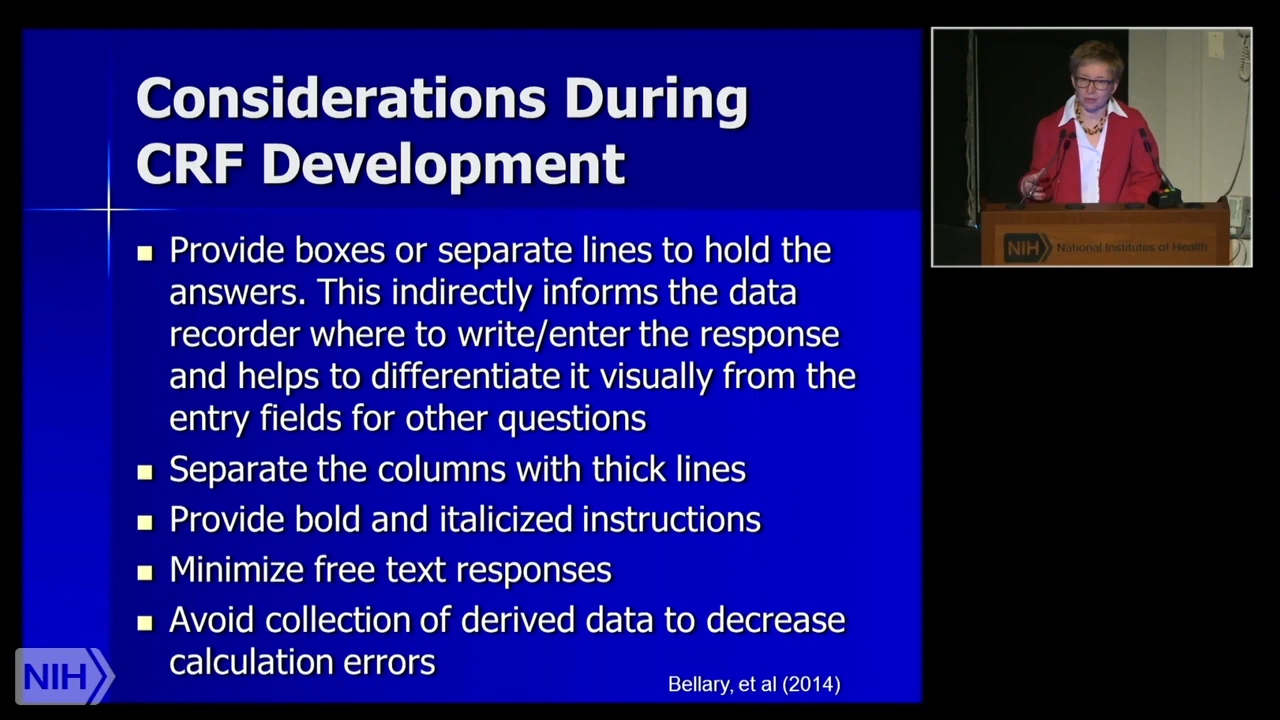 Considerations During
CRF Development
Provide boxes or separate lines to hold the
answers. This indirectly informs the data
recorder where to write/enter the response
and helps to differentiate it visually from the
entry fields for other questions
Separate the columns with thick lines
Provide bold and italicized instructions
Minimize free text responses
Avoid collection of derived data to decrease
calculation errors
Bellary, et al (2014)
NIH
NIH National Institutes of Health